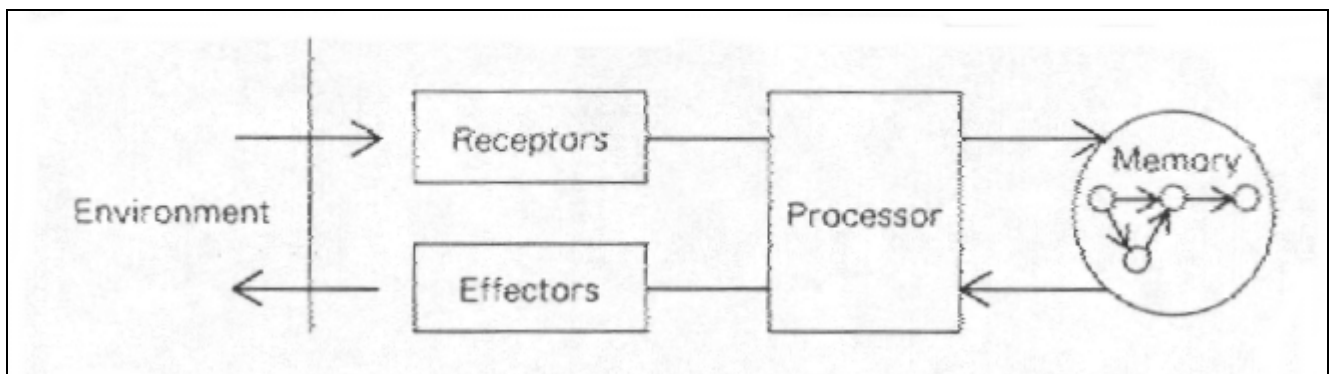 Receptors
Memory
Environment
Processor
Effectors